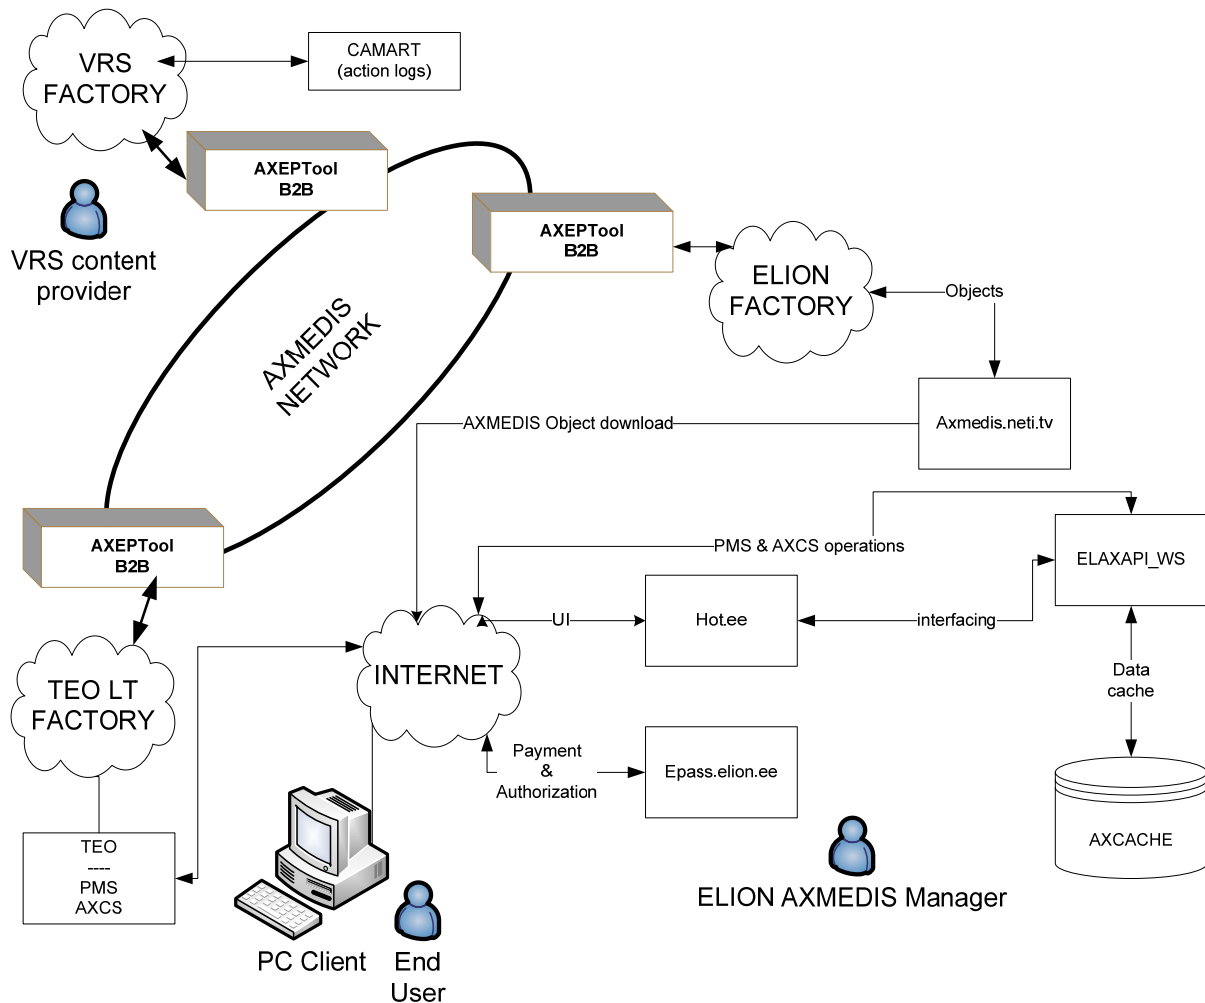 VRS
FACTORY
CAMART
(action logs)
AXEPTool
B2B
AXEPTool
B2B
VRS content
provider
ELION
FACTORY
Objects
AXMEDIS
NETWORK
AXMEDIS Object download
Axmedis.neti.tv
AXEPTool
B2B
PMS & AXCS operations
ELAXAPI_WS
UI
Hot.ee
interfacing
INTERNET
TEO LT
FACTORY
Data
cache
Payment
&
Authorization
Epass.elion.ee
AXCACHE
TEO
----
PMS
AXCS
ELION AXMEDIS Manager
PC Client
End
User